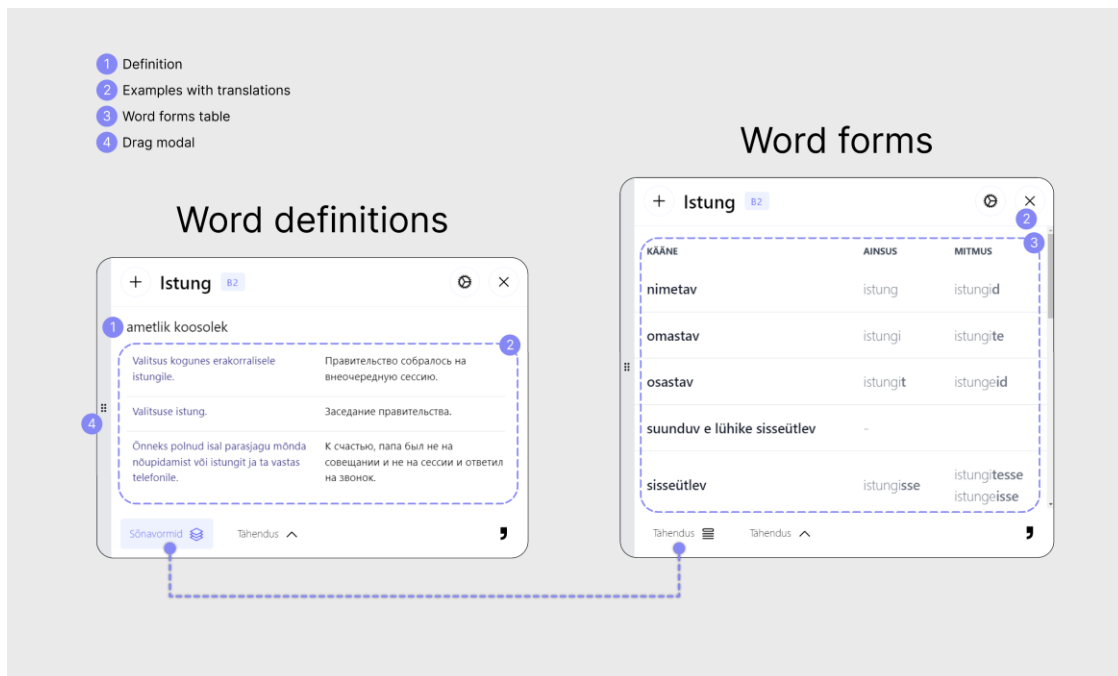 1 Definition
2 Examples with translations
3 Word forms table
4 Drag modal
Word definitions
Istung B2
1 ametlik koosolek
2
Valitsus kogunes erakorralisele
istungile.
Правительство собралось на
внеочередную сессию.
Valitsuse istung.
Заседание правительства.
4
Õnneks polnud isal parasjagu mõnda
nõupidamist või istungit ja ta vastas
telefonile.
К счастью, папа был не на
совещании и не на сессии и ответил
на звонок.
Sõnavormid
Tähendus
Word forms
Istung B2
2
3
KÄÄNE AINSUS MITMUS
nimetav istung istungid
omastav istungi istungite
osastav istungit istungeid
suunduv e lühike sisseütlev -
sisseütlev istungisse istungitesse
istungeisse
Tähendus
Tähendus